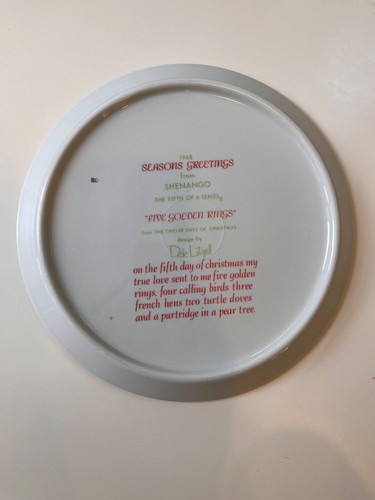 1968
SEASONS GREETINGS
from
SHENANGO
THE FIFTH OF A SERIES
"FIVE GOLDEN RINGS"
from THE TWELVE DAYS OF CHRISTMAS
design by
on the fifth day of christmas my
true love sent to me five golden
rings, four calling birds three
french hens two turtle doves
and a partridge in a pear tree.